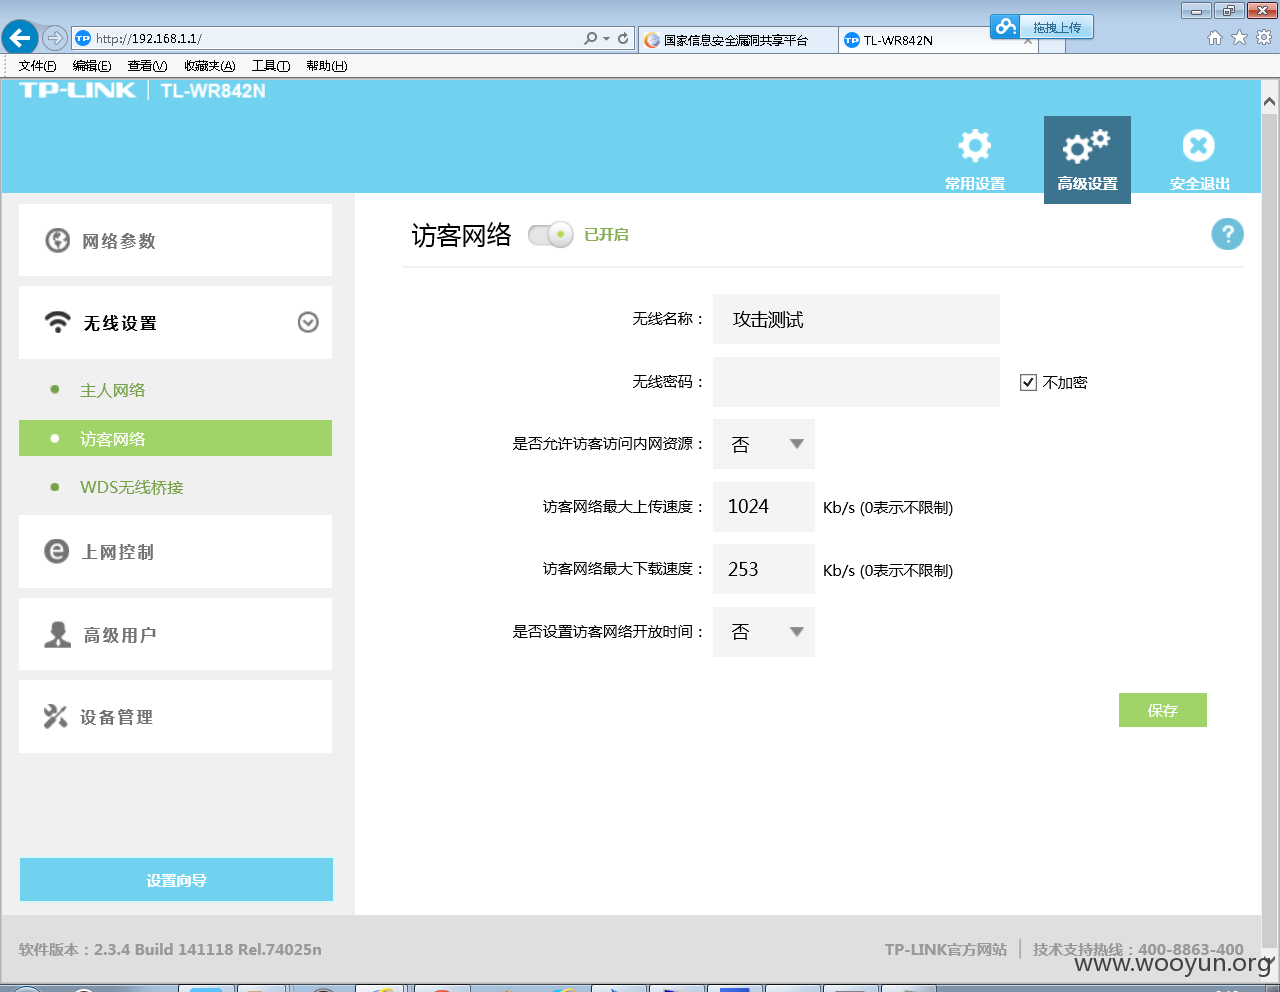 拖拽上传
http://192.168.1.1/
国家信息安全漏洞共享平台
TL-WR842N
文件(F) 编辑(E) 查看(V) 收藏夹(A) 工具(T) 帮助(H)
TP-LINK TL-WR842N
常用设置 高级设置 安全退出
网络参数
无线设置
主人网络
访客网络
WDS无线桥接
上网控制
高级用户
设备管理
设置向导
访客网络 已开启
无线名称： 攻击测试
无线密码： 不加密
是否允许访客访问内网资源： 否
访客网络最大上传速度： 1024 Kb/s (0表示不限制)
访客网络最大下载速度： 253 Kb/s (0表示不限制)
是否设置访客网络开放时间： 否
保存
软件版本：2.3.4 Build 141118 Rel.74025n
TP-LINK官方网站 技术支持热线：400-8863-400
www.wooyun.org